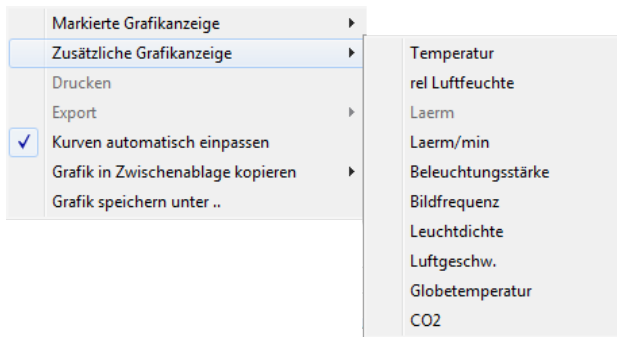 Markierte Grafikanzeige
Zusätzliche Grafikanzeige
Drucken
Export
Kurven automatisch einpassen
Grafik in Zwischenablage kopieren
Grafik speichern unter ..
Temperatur
rel Luftfeuchte
Laerm
Laerm/min
Beleuchtungsstärke
Bildfrequenz
Leuchtdichte
Luftgeschw.
Globetemperatur
CO2